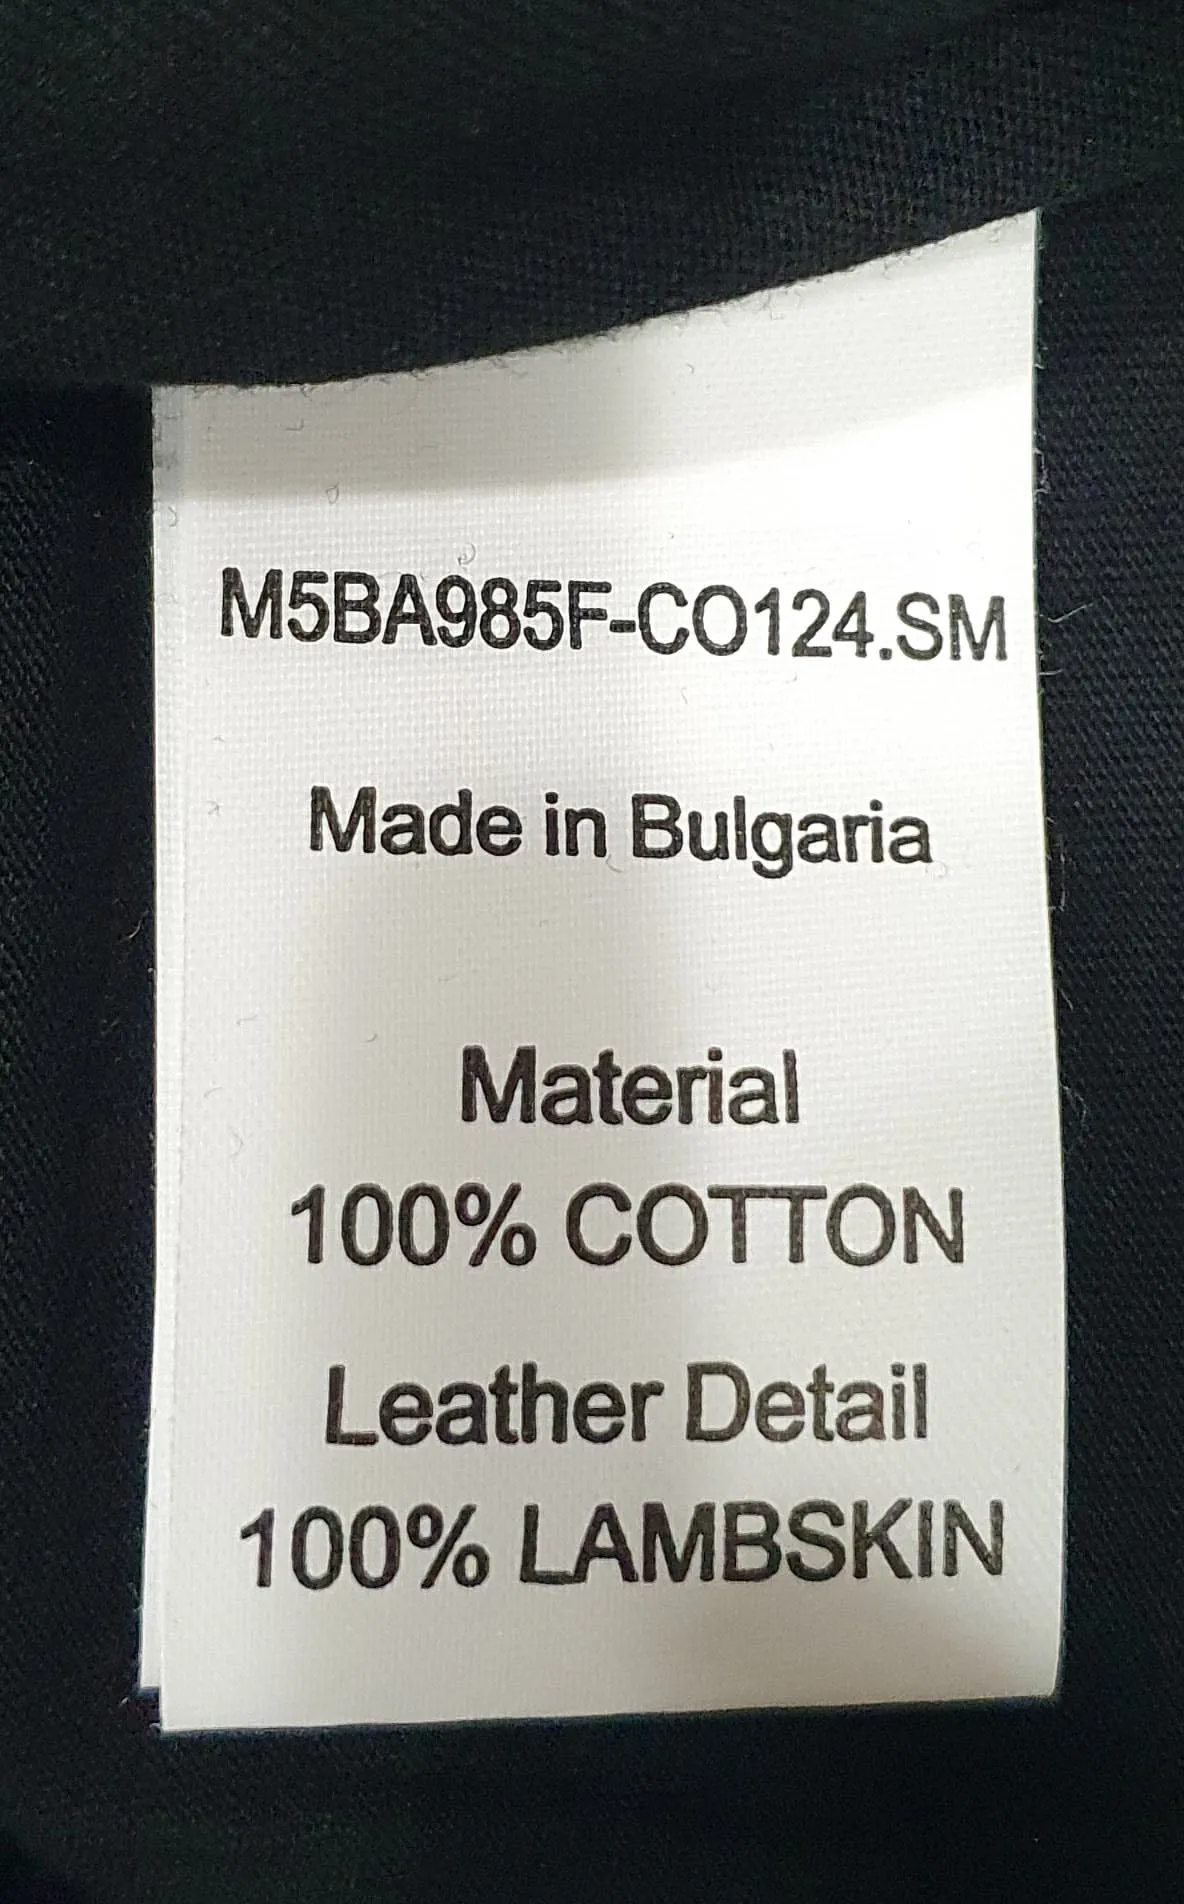 M5BA985F-CO124.SM
Made in Bulgaria
Material
100% COTTON
Leather Detail
100% LAMBSKIN